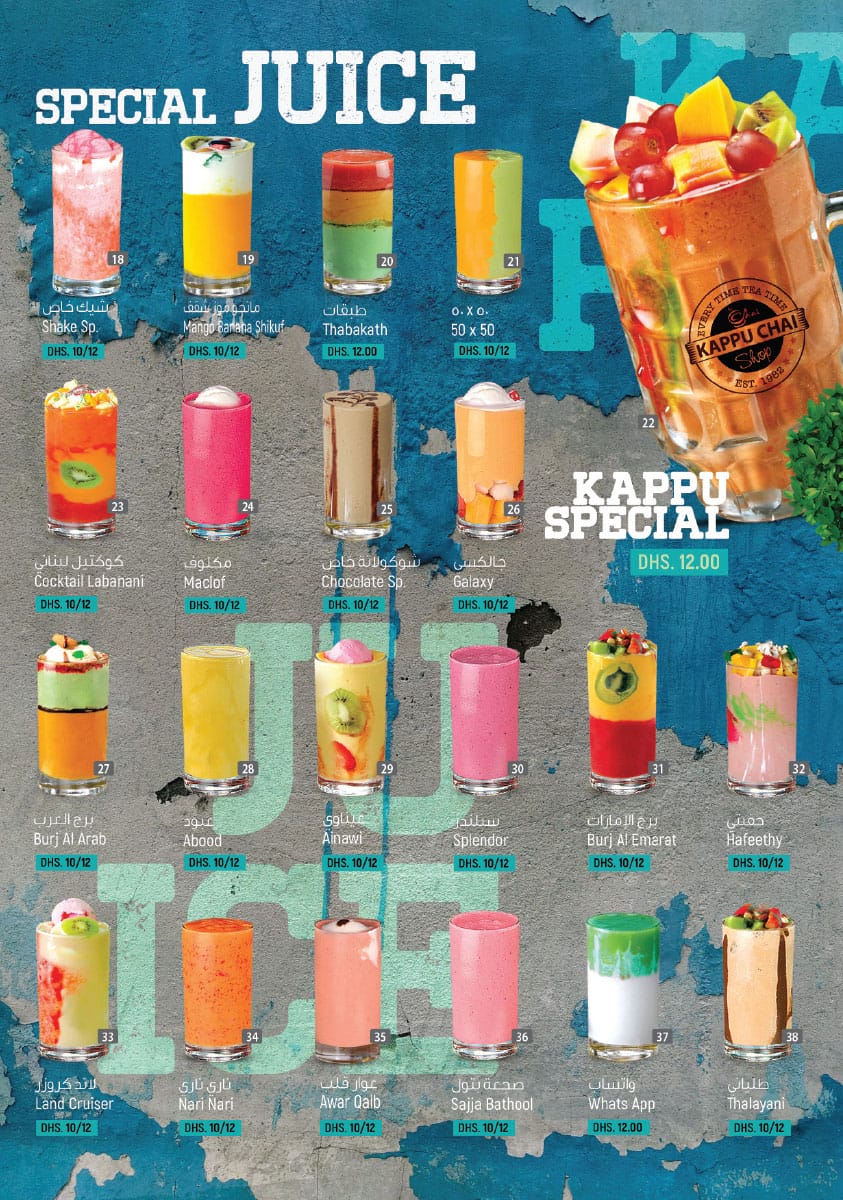 SPECIAL JUICE
18
شيك خاص
Shake Sp.
DHS. 10/12
19
مانجو موز شقف
Mango Banana Shikuf
DHS. 10/12
20
طبقات
Thabakath
DHS. 12.00
21
٥٠ x ٥٠
50 x 50
DHS. 10/12
EVERY TIME TEA TIME
Chai
KAPPU CHAI
Shop
EST. 1982
22
KAPPU
SPECIAL
DHS. 12.00
23
كوكتيل لبناني
Cocktail Labanani
DHS. 10/12
24
مكلوف
Maclof
DHS. 10/12
25
شوكولاتة خاص
Chocolate Sp.
DHS. 10/12
26
جالكسي
Galaxy
DHS. 10/12
27
برج العرب
Burj Al Arab
DHS. 10/12
28
عبود
Abood
DHS. 10/12
29
عيناوي
Ainawi
DHS. 10/12
30
سبلندر
Splendor
DHS. 10/12
31
برج الإمارات
Burj Al Emarat
DHS. 10/12
32
حفيتي
Hafeethy
DHS. 10/12
33
لاند كروزر
Land Cruiser
DHS. 10/12
34
ناري ناري
Nari Nari
DHS. 10/12
35
عوار قلب
Awar Qalb
DHS. 10/12
36
صجعة بتول
Sajja Bathool
DHS. 10/12
37
واتساب
Whats App
DHS. 12.00
38
طلياني
Thalayani
DHS. 10/12
JU
ICE